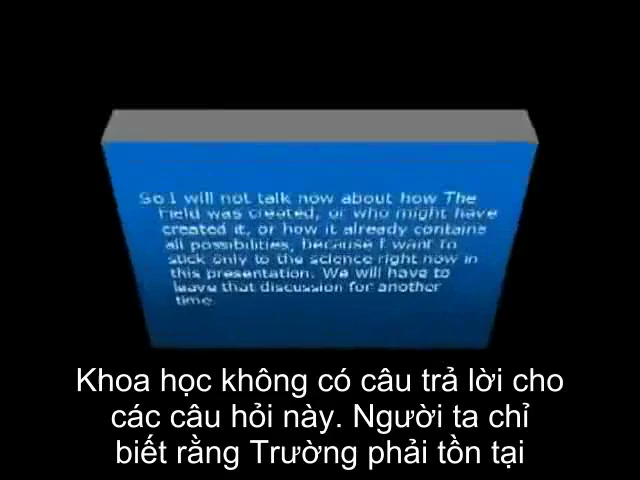 So I will not talk now about how The
Field was created, or who might have
created it, or how it already contains
all possibilities, because I want to
stick only to the science right now in
this presentation. We will have to
leave that discussion for another
time.
Khoa học không có câu trả lời cho
các câu hỏi này. Người ta chỉ
biết rằng Trường phải tồn tại